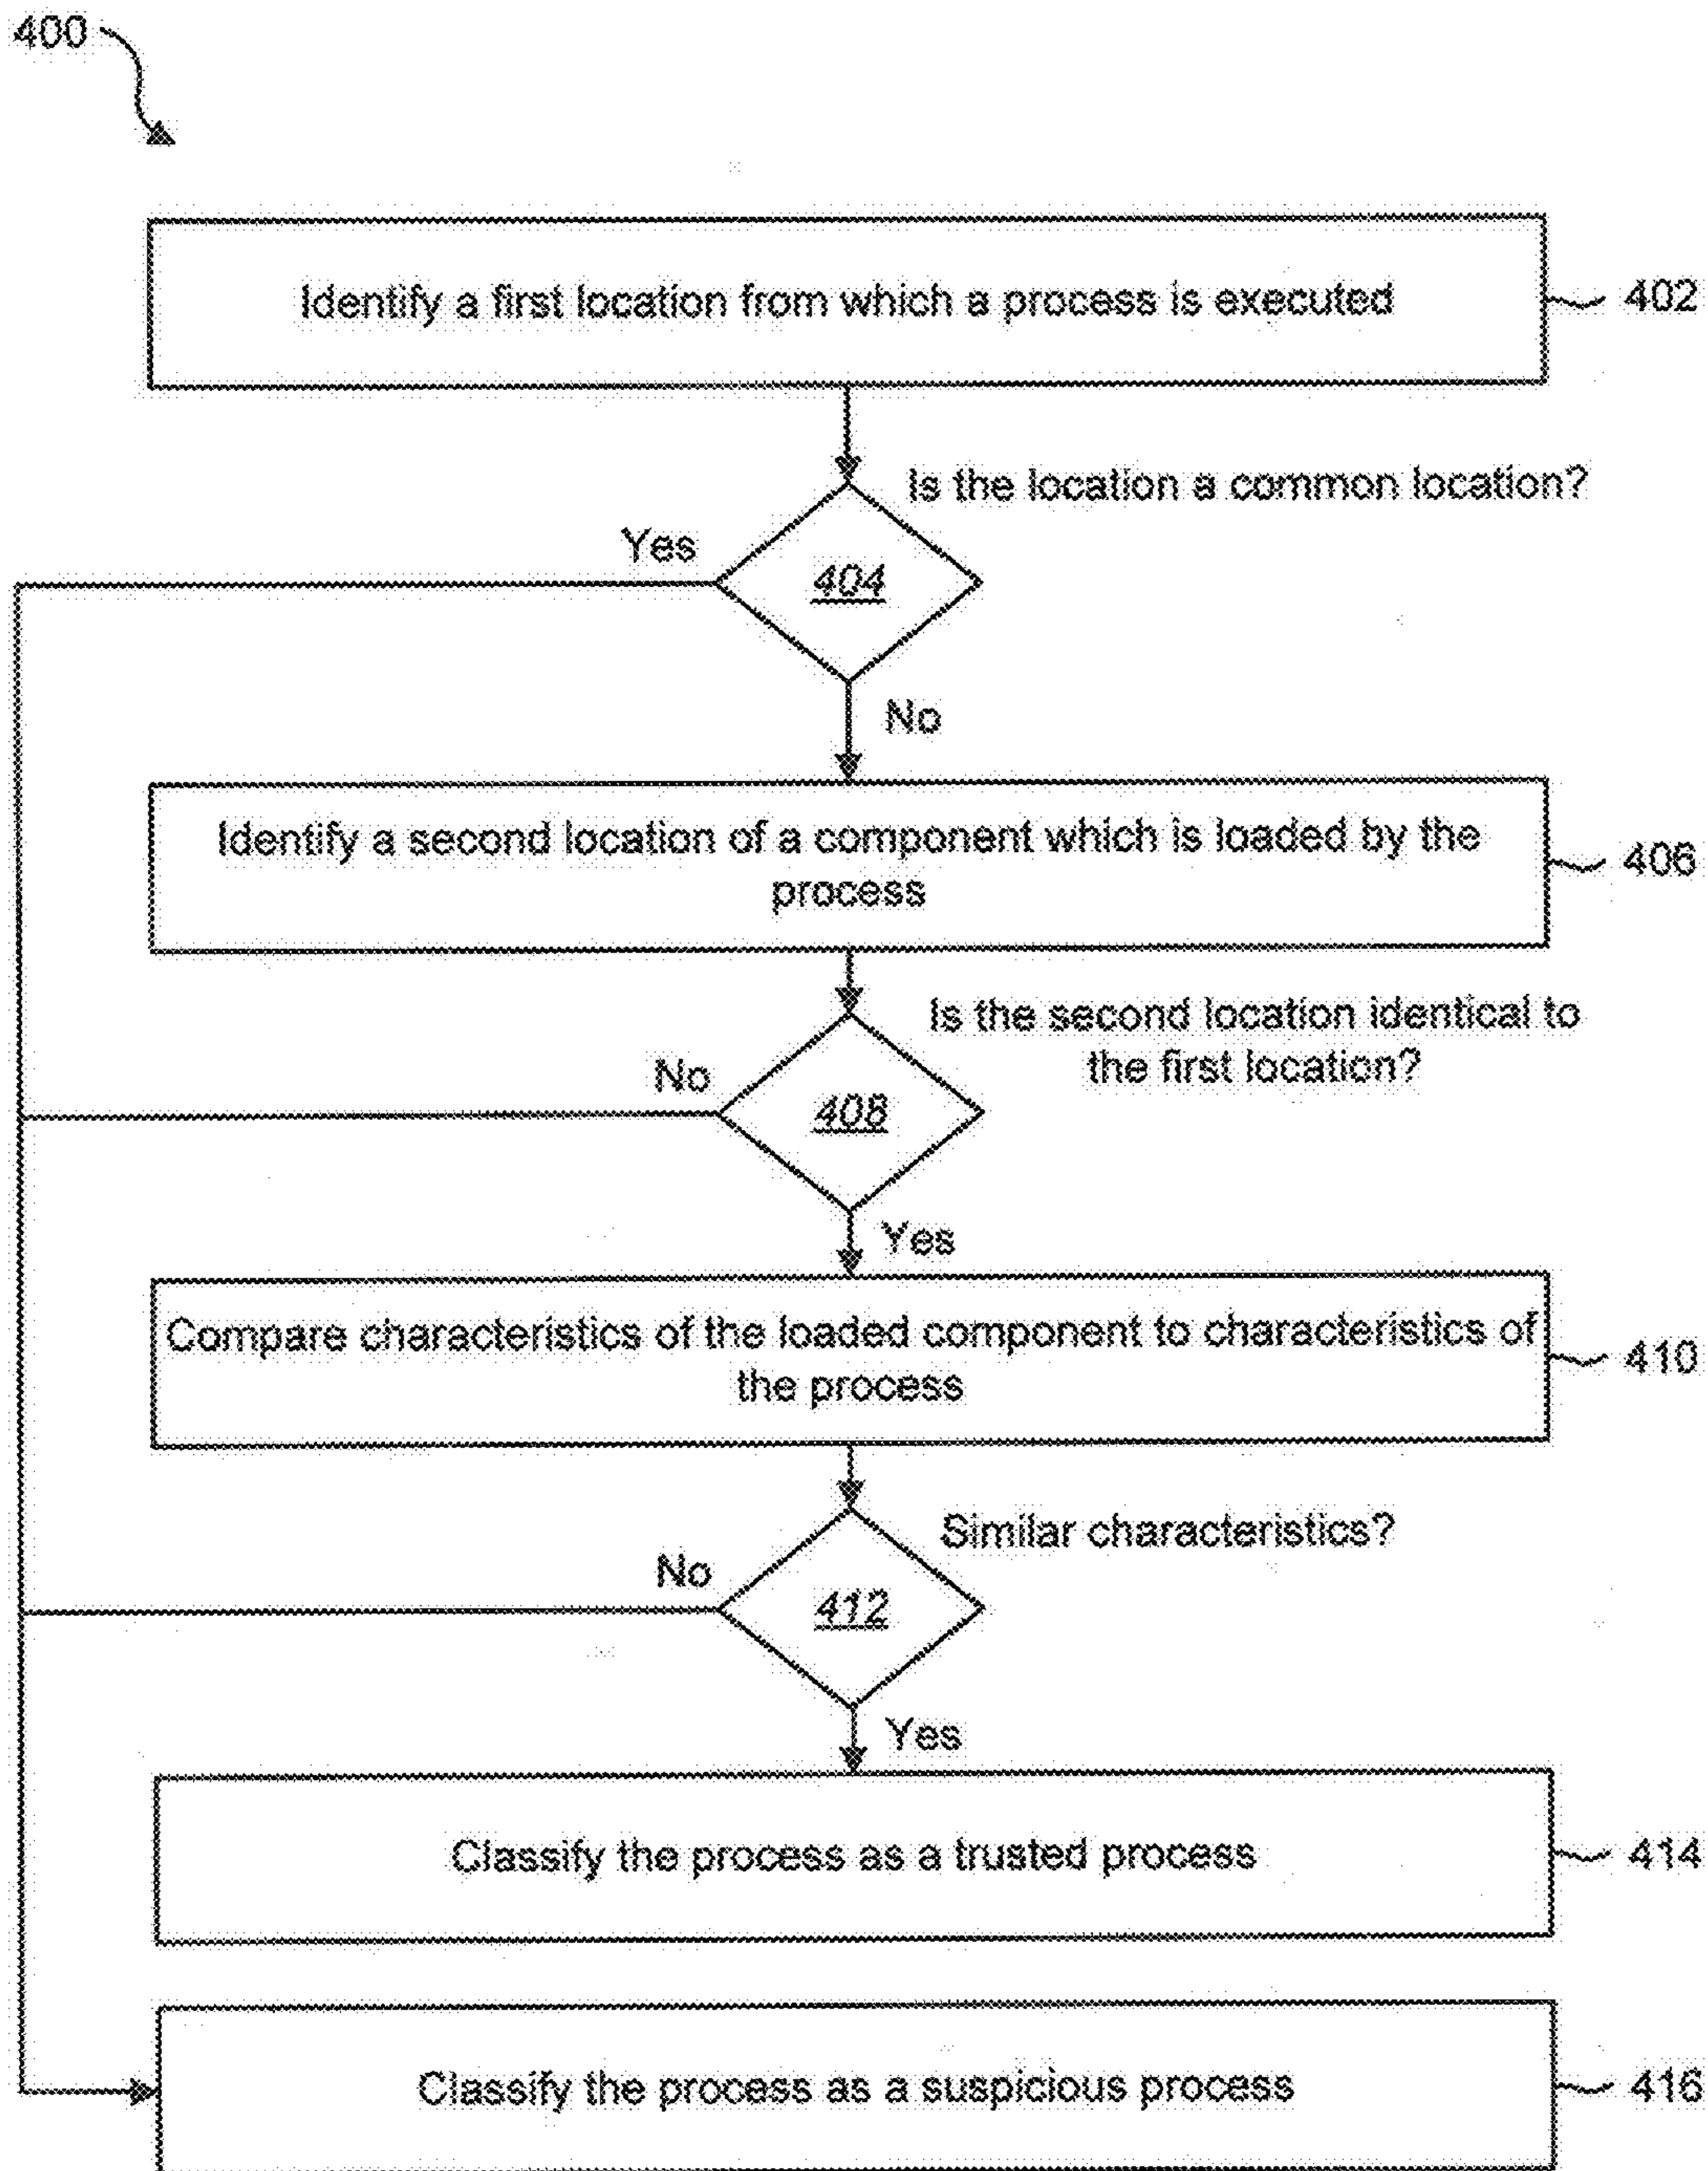 400
Identify a first location from which a process is executed
402
Is the location a common location?
Yes
404
No
Identify a second location of a component which is loaded by the
process
406
Is the second location identical to
the first location?
No
408
Yes
Compare characteristics of the loaded component to characteristics of
the process
410
Similar characteristics?
No
412
Yes
Classify the process as a trusted process
414
Classify the process as a suspicious process
416